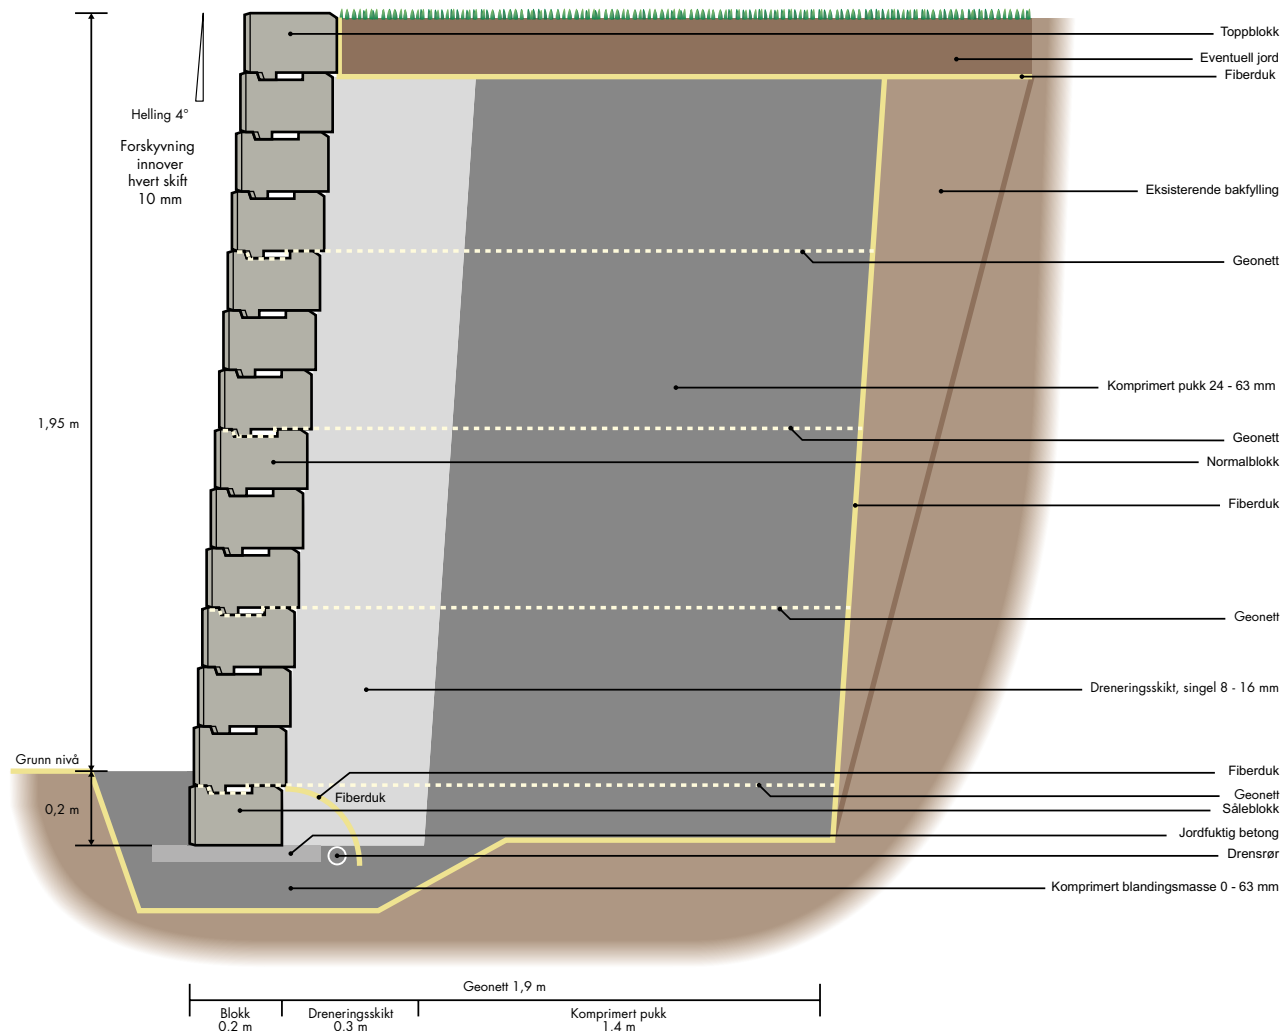 Toppblokk
Eventuell jord
Fiberduk
Helling 4°
Forskyvning
innover
hvert skift
10 mm
Eksisterende bakfylling
Geonett
Komprimert pukk 24 - 63 mm
1,95 m
Geonett
Normalblokk
Fiberduk
Geonett
Dreneringsskikt, singel 8 - 16 mm
Grunn nivå
Fiberduk
Fiberduk
Geonett
0,2 m
Såleblokk
Jordfuktig betong
Drensrør
Komprimert blandingsmasse 0 - 63 mm
Geonett 1,9 m
Blokk
0.2 m
Dreneringsskikt
0.3 m
Komprimert pukk
1.4 m